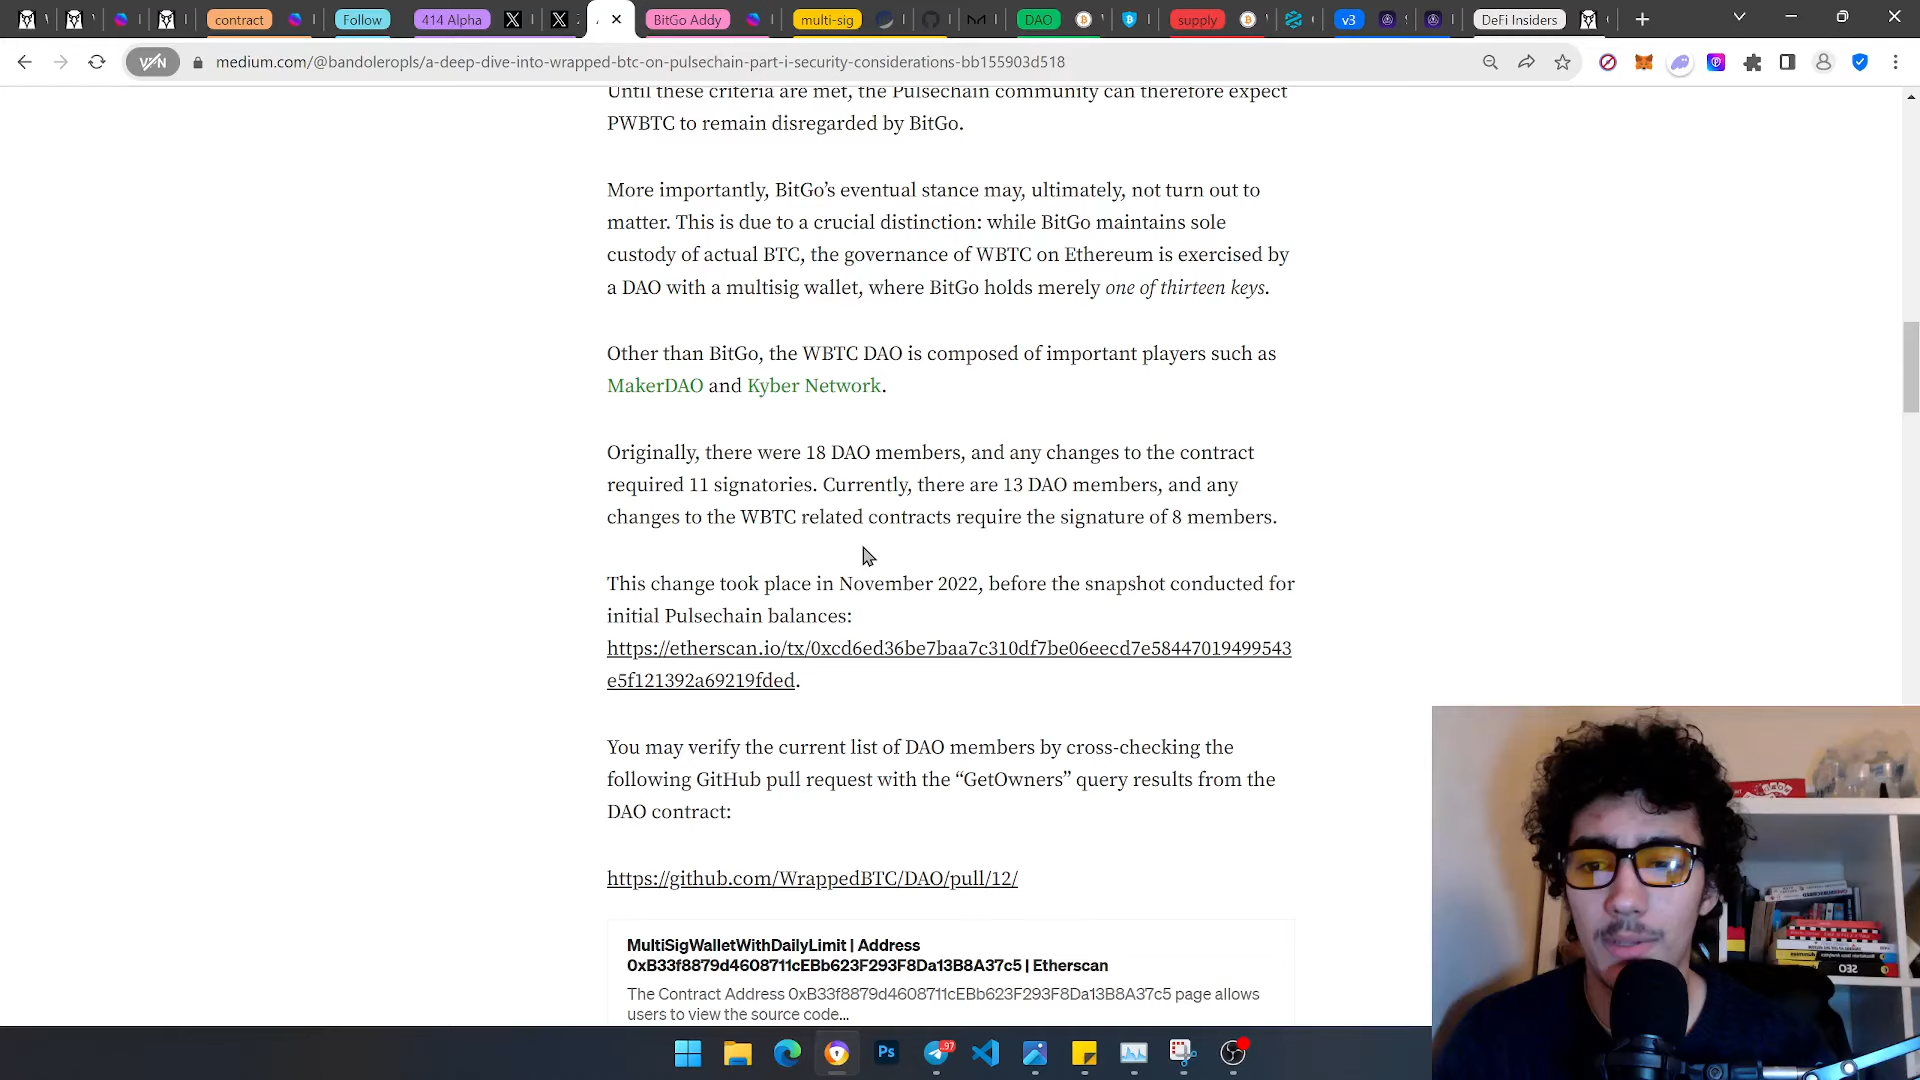 contract
Follow
414 Alpha
BitGo Addy
multi-sig
DAO
supply
v3
DeFi Insiders
medium.com/@bandoleropls/a-deep-dive-into-wrapped-btc-on-pulsechain-part-i-security-considerations-bb155903d518
Until these criteria are met, the Pulsechain community can therefore expect
PWBTC to remain disregarded by BitGo.
More importantly, BitGo’s eventual stance may, ultimately, not turn out to
matter. This is due to a crucial distinction: while BitGo maintains sole
custody of actual BTC, the governance of WBTC on Ethereum is exercised by
a DAO with a multisig wallet, where BitGo holds merely one of thirteen keys.
Other than BitGo, the WBTC DAO is composed of important players such as
MakerDAO and Kyber Network.
Originally, there were 18 DAO members, and any changes to the contract
required 11 signatories. Currently, there are 13 DAO members, and any
changes to the WBTC related contracts require the signature of 8 members.
This change took place in November 2022, before the snapshot conducted for
initial Pulsechain balances:
https://etherscan.io/tx/0xcd6ed36be7baa7c310df7be06eecd7e58447019499543
e5f121392a69219fded.
You may verify the current list of DAO members by cross-checking the
following GitHub pull request with the “GetOwners” query results from the
DAO contract:
https://github.com/WrappedBTC/DAO/pull/12/
MultiSigWalletWithDailyLimit | Address
0xB33f8879d4608711cEBb623F293F8Da13B8A37c5 | Etherscan
The Contract Address 0xB33f8879d4608711cEBb623F293F8Da13B8A37c5 page allows
users to view the source code...
SEO
Ps
97